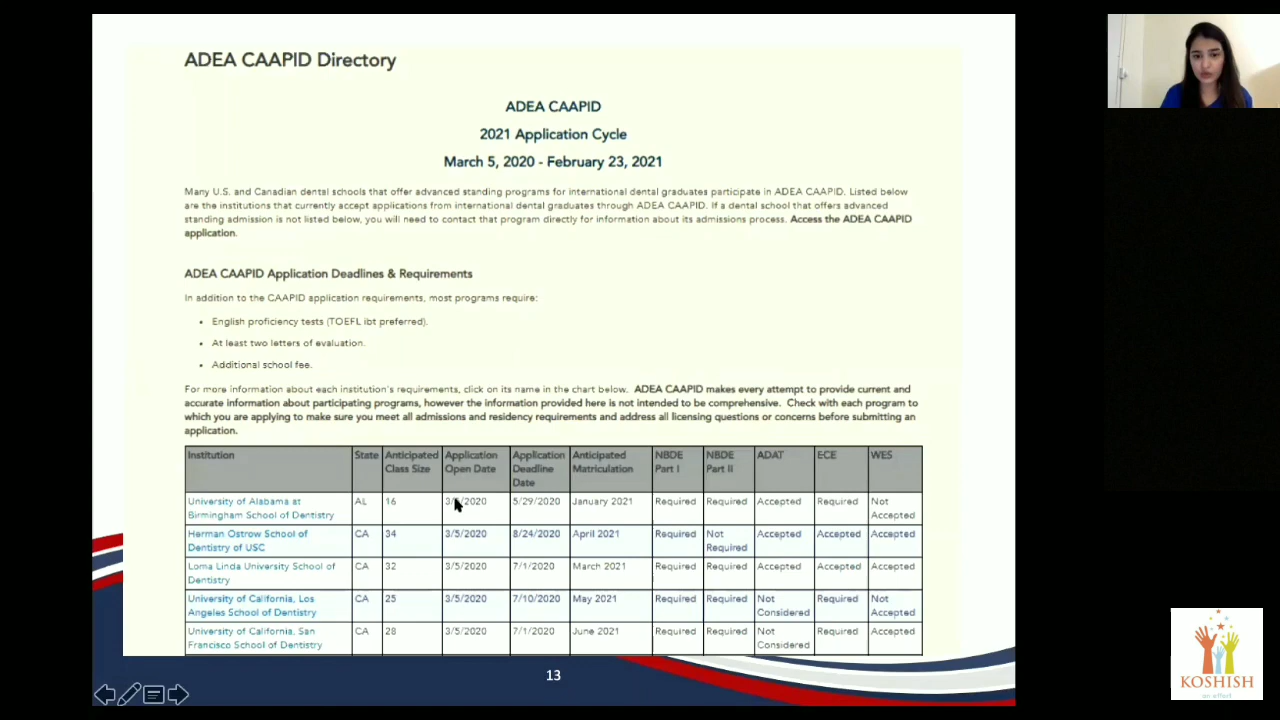 ADEA CAAPID Directory
ADEA CAAPID
2021 Application Cycle
March 5, 2020 - February 23, 2021
Many U.S. and Canadian dental schools that offer advanced standing programs for international dental graduates participate in ADEA CAAPID. Listed below
are the institutions that currently accept applications from international dental graduates through ADEA CAAPID. If a dental school that offers advanced
standing admission is not listed below, you will need to contact that program directly for information about its admissions process. Access the ADEA CAAPID
application.
ADEA CAAPID Application Deadlines & Requirements
In addition to the CAAPID application requirements, most programs require:
• English proficiency tests (TOEFL ibt preferred).
• At least two letters of evaluation.
• Additional school fee.
For more information about each institution's requirements, click on its name in the chart below. ADEA CAAPID makes every attempt to provide current and
accurate information about participating programs, however the information provided here is not intended to be comprehensive. Check with each program to
which you are applying to make sure you meet all admissions and residency requirements and address all licensing questions or concerns before submitting an
application.
Institution State Anticipated Application Application Anticipated NBDE NBDE ADAT ECE WES
Class Size Open Date Deadline Matriculation Part I Part II
Date
University of Alabama at AL 16 3/5/2020 5/29/2020 January 2021 Required Required Accepted Required Not
Birmingham School of Dentistry Accepted
Herman Ostrow School of CA 34 3/5/2020 8/24/2020 April 2021 Required Not Accepted Accepted Accepted
Dentistry of USC Required
Loma Linda University School of CA 32 3/5/2020 7/1/2020 March 2021 Required Required Accepted Accepted Accepted
Dentistry
University of California, Los CA 25 3/5/2020 7/10/2020 May 2021 Required Required Not Required Not
Angeles School of Dentistry Considered Accepted
University of California, San CA 28 3/5/2020 7/1/2020 June 2021 Required Required Not Required Accepted
Francisco School of Dentistry Considered
13
KOSHISH
an effort